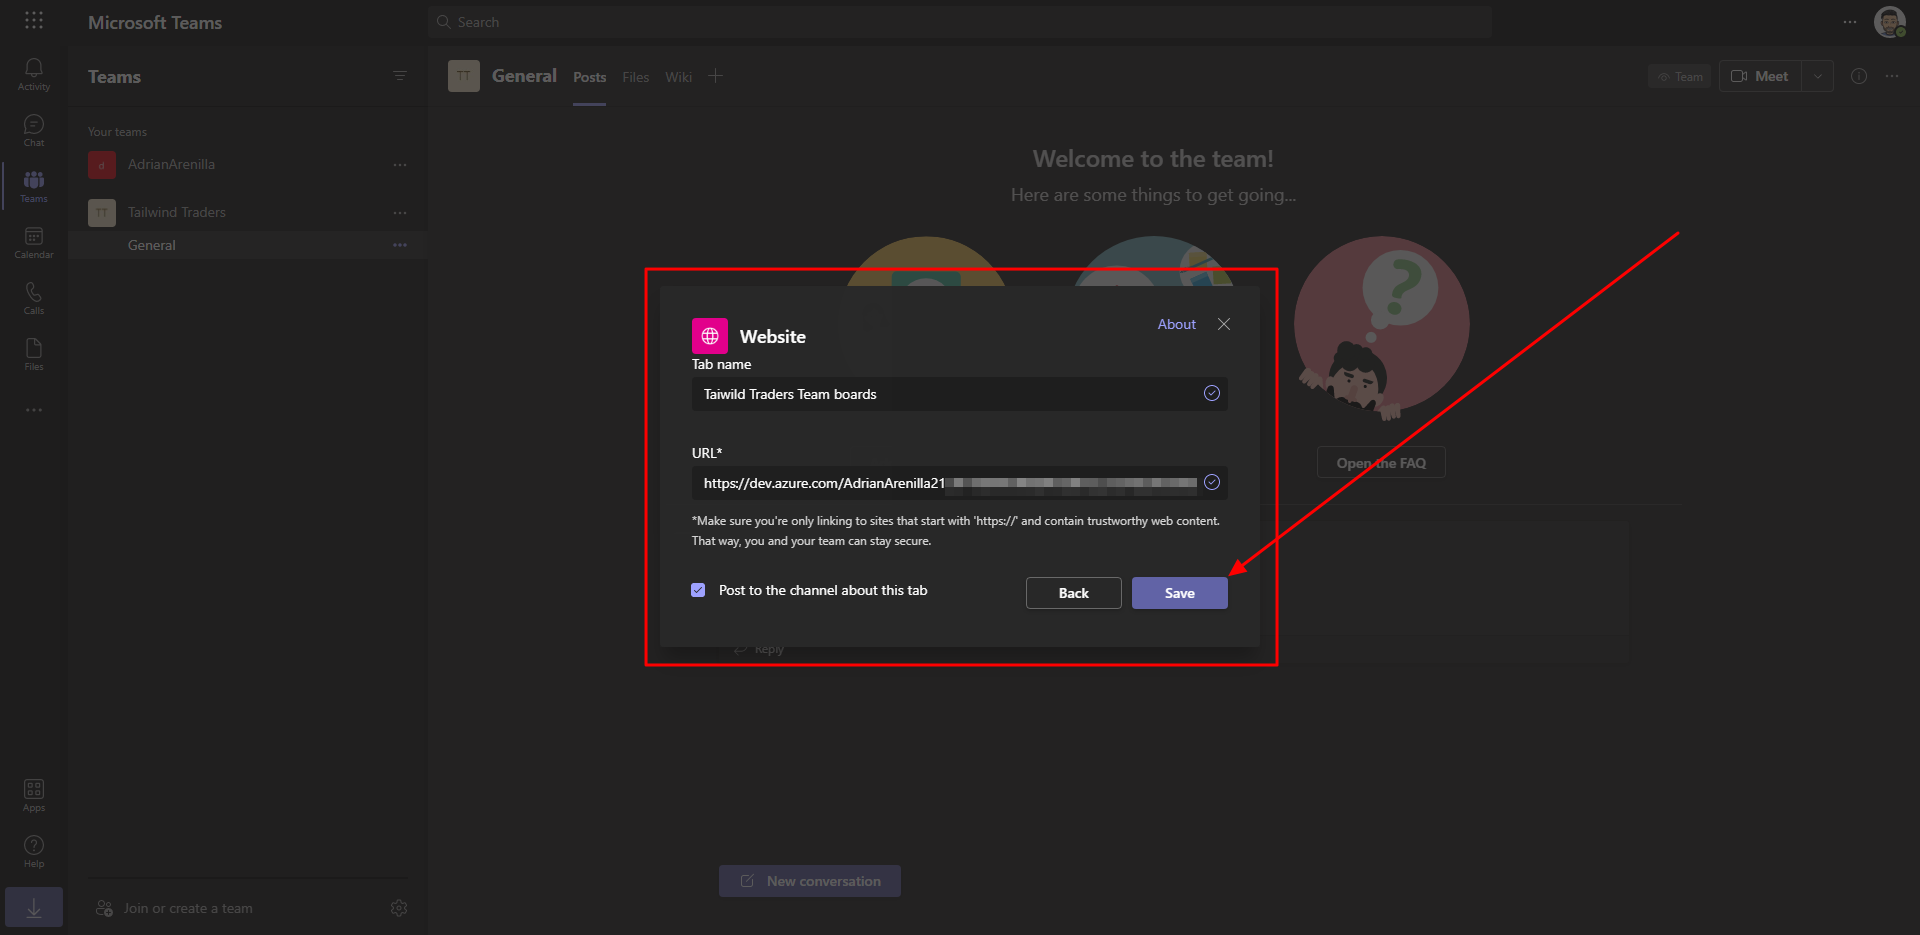 Microsoft Teams
Search
Activity
Chat
Teams
Calendar
Calls
Files
Apps
Help
Teams
Your teams
d
AdrianArenilla
TT
Tailwind Traders
General
Join or create a team
TT
General
Posts
Files
Wiki
Team
Meet
Welcome to the team!
Here are some things to get going...
?
Open the FAQ
Website
About
Tab name
Taiwild Traders Team boards
URL*
https://dev.azure.com/AdrianArenilla21
*Make sure you're only linking to sites that start with 'https://' and contain trustworthy web content.
That way, you and your team can stay secure.
Post to the channel about this tab
Back
Save
Reply
New conversation